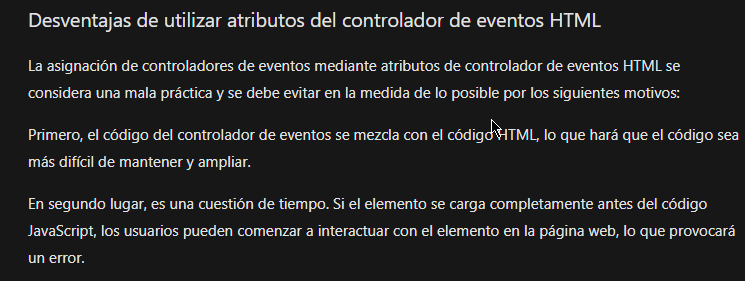 Desventajas de utilizar atributos del controlador de eventos HTML
La asignación de controladores de eventos mediante atributos de controlador de eventos HTML se
considera una mala práctica y se debe evitar en la medida de lo posible por los siguientes motivos:
Primero, el código del controlador de eventos se mezcla con el código HTML, lo que hará que el código sea
más difícil de mantener y ampliar.
En segundo lugar, es una cuestión de tiempo. Si el elemento se carga completamente antes del código
JavaScript, los usuarios pueden comenzar a interactuar con el elemento en la página web, lo que provocará
un error.